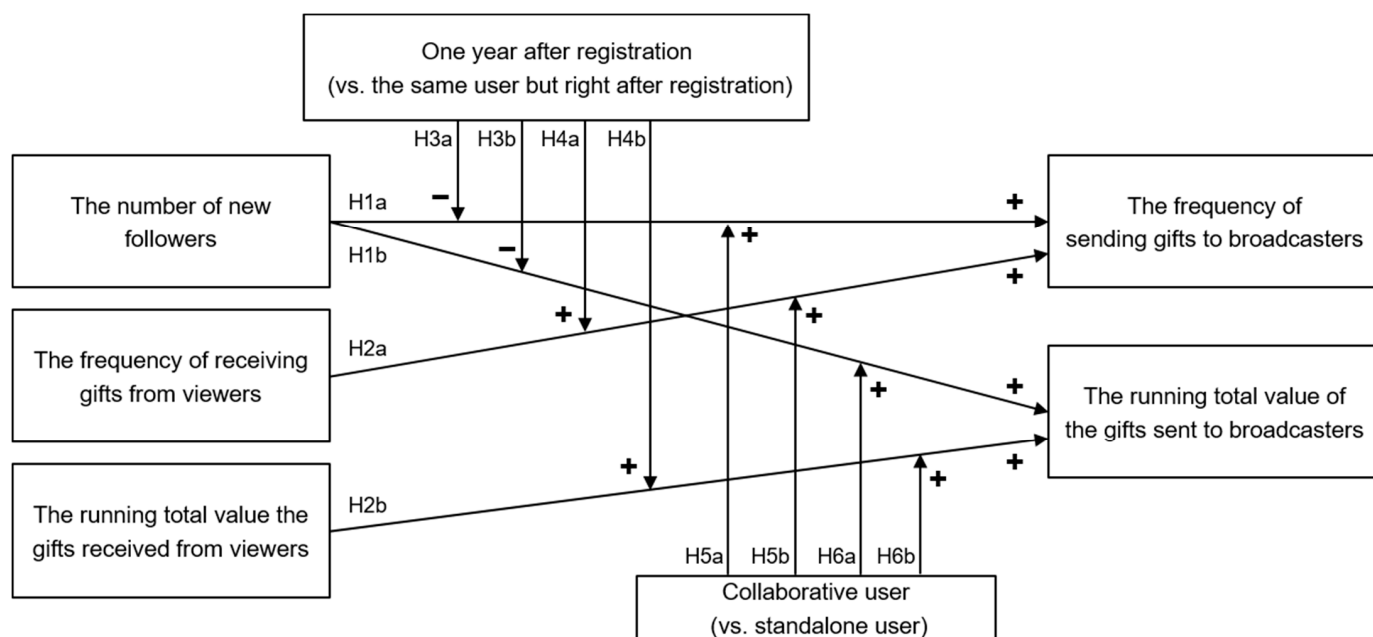 One year after registration
(vs. the same user but right after registration)
H3a
H3b
H4a
H4b
The number of new
followers
H1a
H1b
–
–
+
+
The frequency of
sending gifts to broadcasters
+
+
+
+
The frequency of receiving
gifts from viewers
H2a
+
+
The running total value of
the gifts sent to broadcasters
+
+
The running total value the
gifts received from viewers
H2b
+
+
H5a
H5b
H6a
H6b
Collaborative user
(vs. standalone user)